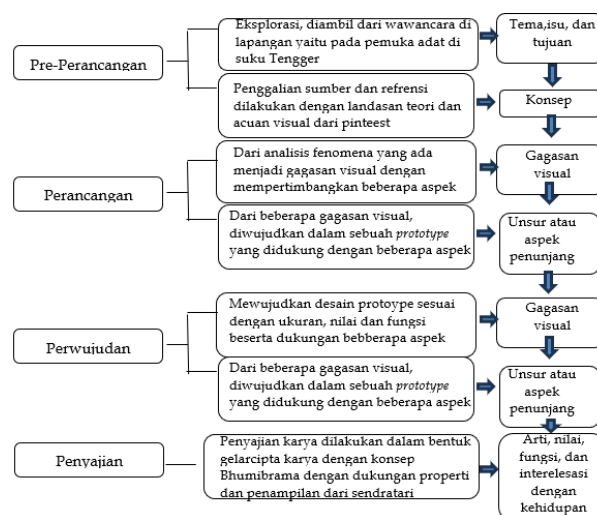 Pre-Perancangan
Eksplorasi, diambil dari wawancara di
lapangan yaitu pada pemuka adat di
suku Tengger
Tema,isu, dan
tujuan
Penggalian sumber dan refrensi
dilakukan dengan landasan teori dan
acuan visual dari pinteest
Konsep
Perancangan
Dari analisis fenomena yang ada
menjadi gagasan visual dengan
mempertimbangkan beberapa aspek
Gagasan
visual
Dari beberapa gagasan visual,
diwujudkan dalam sebuah prototype
yang didukung dengan beberapa aspek
Unsur atau
aspek
penunjang
Perwujudan
Mewujudkan desain protoype sesuai
dengan ukuran, nilai dan fungsi
beserta dukungan bebberapa aspek
Gagasan
visual
Dari beberapa gagasan visual,
diwujudkan dalam sebuah prototype
yang didukung dengan beberapa aspek
Unsur atau
aspek
penunjang
Penyajian
Penyajian karya dilakukan dalam bentuk
gelarcipta karya dengan konsep
Bhumibrama dengan dukungan properti
dan penampilan dari sendratari
Arti, nilai,
fungsi, dan
interelesasi
dengan
kehidupan